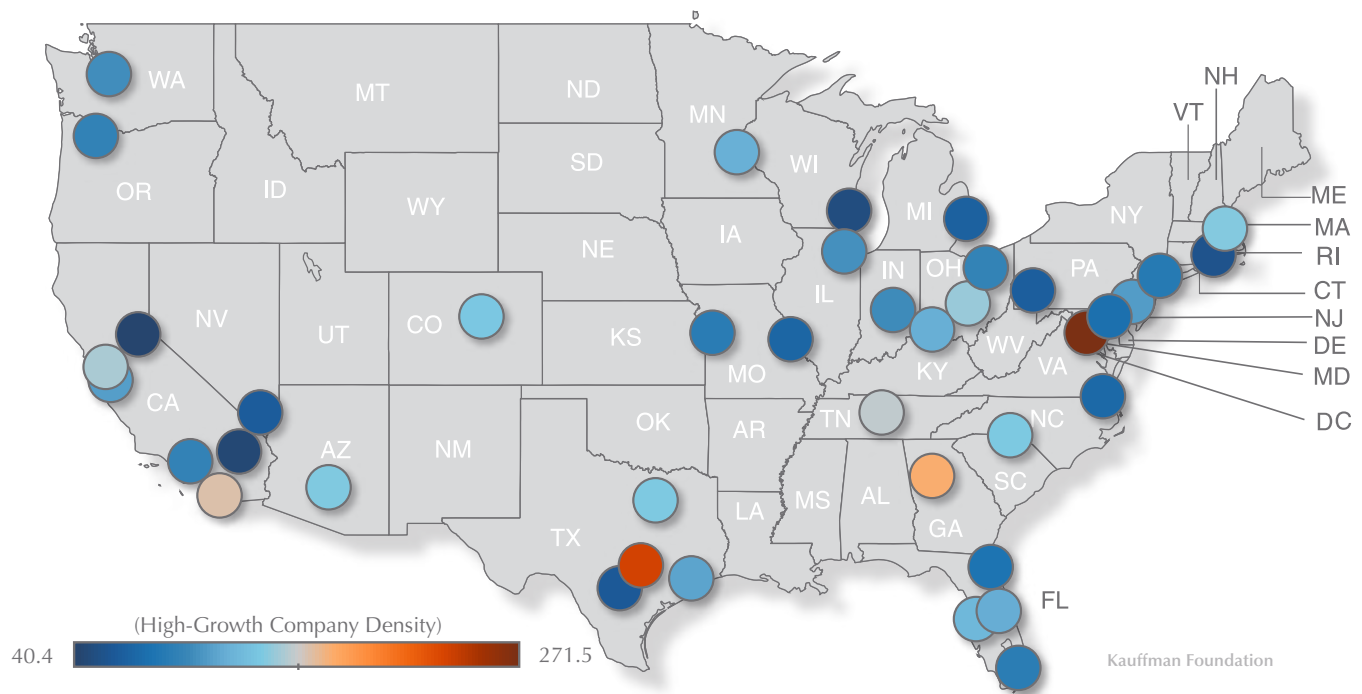 NH
VT
WA
MT
ND
MN
OR
ID
SD
WI
WY
MI
NY
ME
MA
IA
RI
NE
PA
IN
OH
CT
NV
UT
CO
IL
NJ
KS
WV
DE
MO
VA
MD
KY
CA
NC
DC
OK
TN
AR
AZ
NM
SC
MS
AL
LA
GA
TX
FL
(High-Growth Company Density)
40.4
271.5
Kauffman Foundation